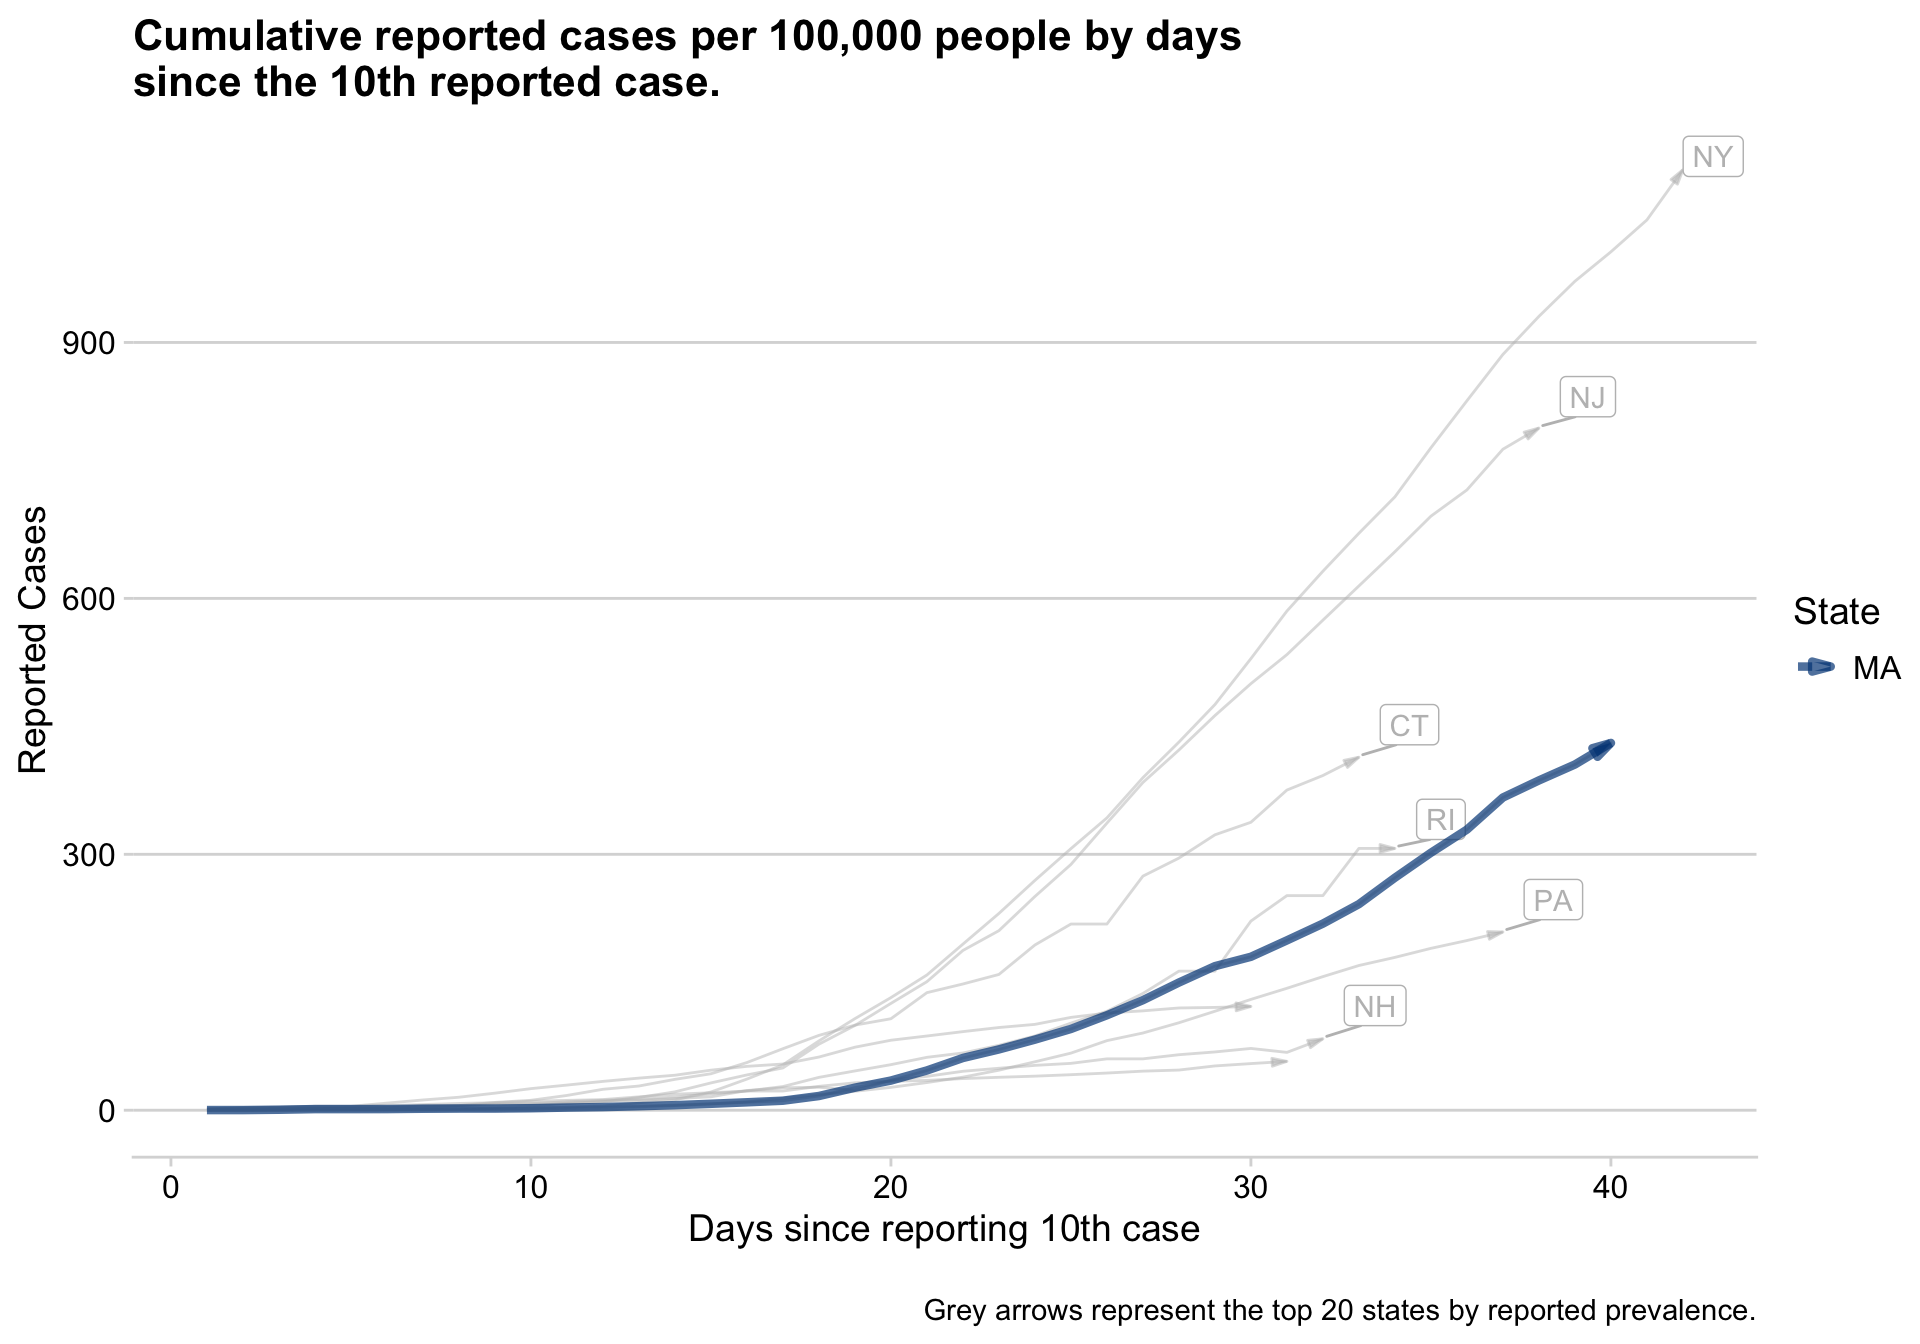 Cumulative reported cases per 100,000 people by days
since the 10th reported case.
NY
900
NJ
600
State
MA
CT
RI
300
PA
NH
0
Reported Cases
0 10 20 30 40
Days since reporting 10th case
Grey arrows represent the top 20 states by reported prevalence.